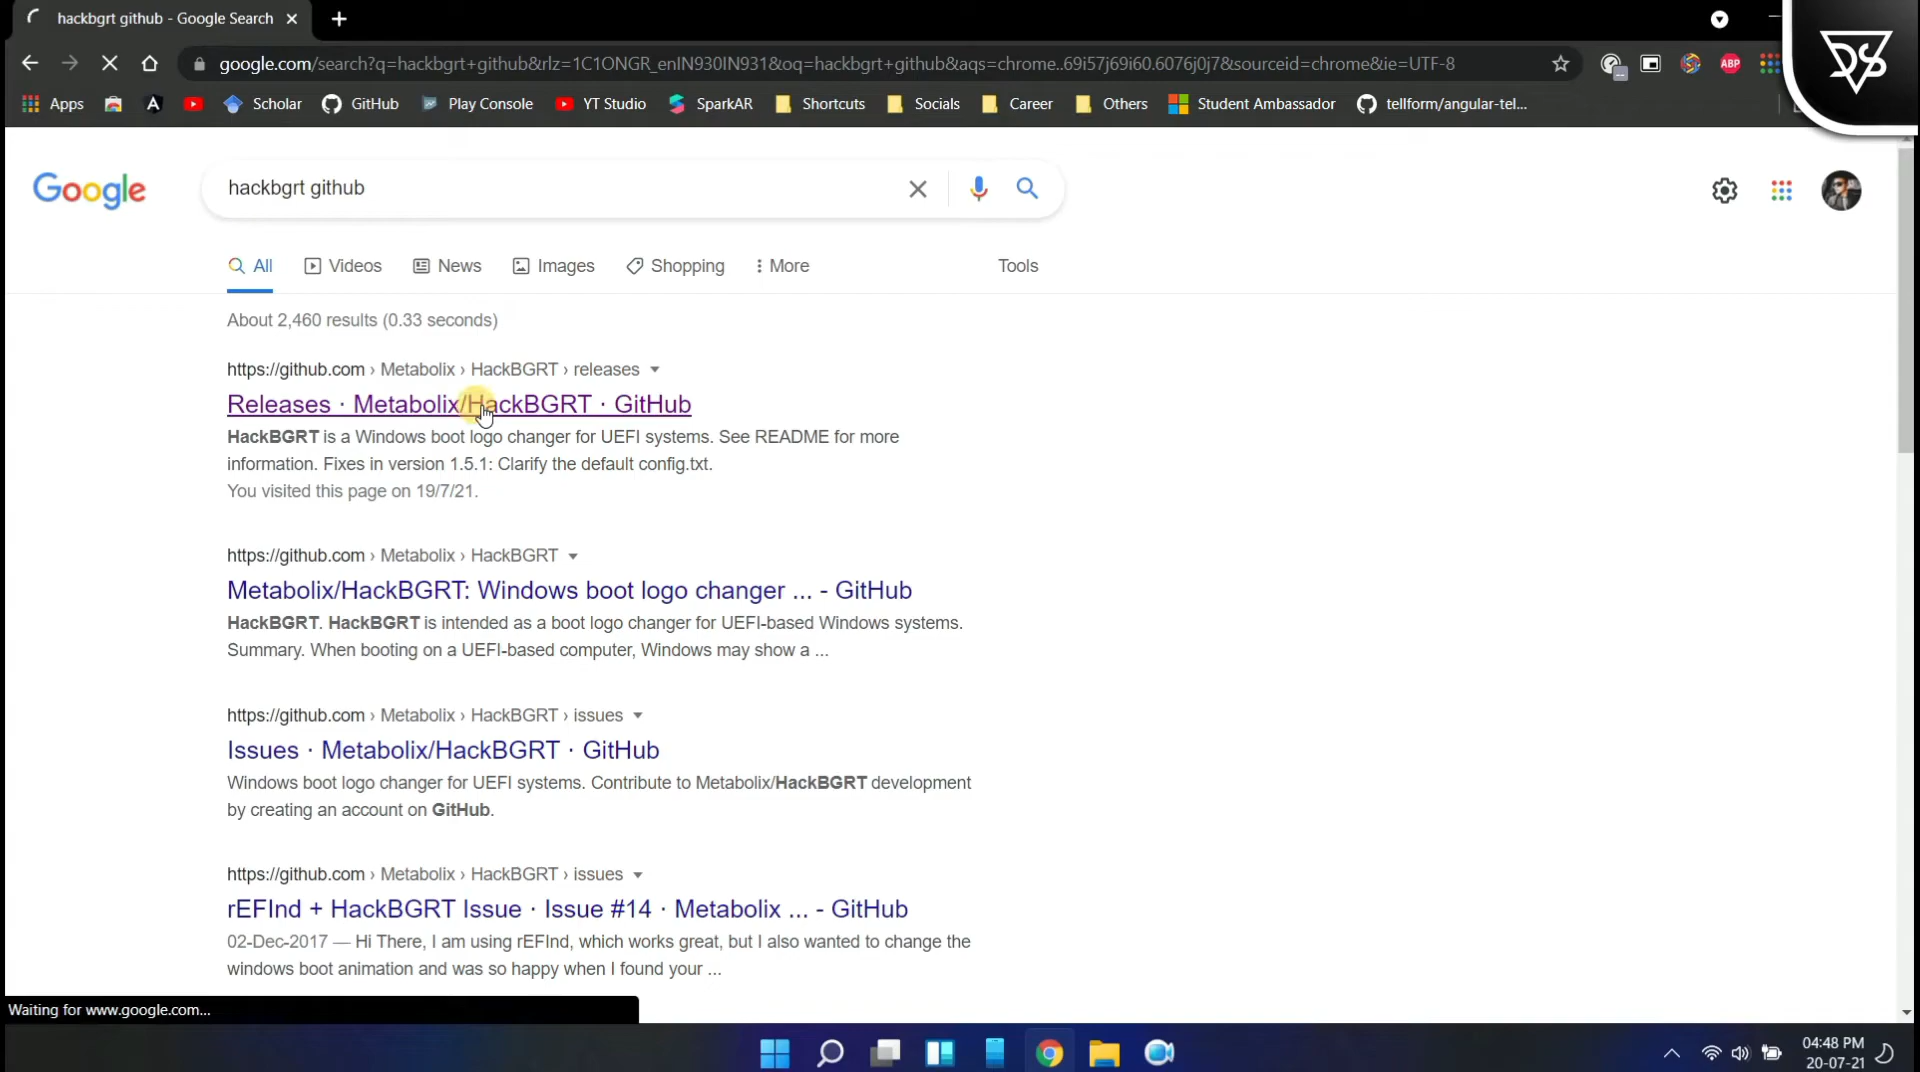 hackbgrt github - Google Search
google.com/search?q=hackbgrt+github&rlz=1C1ONGR_enIN930IN931&oq=hackbgrt+github&aqs=chrome..69i57j69i60.6076j0j7&sourceid=chrome&ie=UTF-8
ABP
Apps Scholar GitHub Play Console YT Studio SparkAR Shortcuts Socials Career Others Student Ambassador tellform/angular-tel...
Google
hackbgrt github
All Videos News Images Shopping More Tools
About 2,460 results (0.33 seconds)
https://github.com › Metabolix › HackBGRT › releases
Releases · Metabolix/HackBGRT · GitHub
HackBGRT is a Windows boot logo changer for UEFI systems. See README for more
information. Fixes in version 1.5.1: Clarify the default config.txt.
You visited this page on 19/7/21.
https://github.com › Metabolix › HackBGRT
Metabolix/HackBGRT: Windows boot logo changer ... - GitHub
HackBGRT. HackBGRT is intended as a boot logo changer for UEFI-based Windows systems.
Summary. When booting on a UEFI-based computer, Windows may show a ...
https://github.com › Metabolix › HackBGRT › issues
Issues · Metabolix/HackBGRT · GitHub
Windows boot logo changer for UEFI systems. Contribute to Metabolix/HackBGRT development
by creating an account on GitHub.
https://github.com › Metabolix › HackBGRT › issues
rEFInd + HackBGRT Issue · Issue #14 · Metabolix ... - GitHub
02-Dec-2017 — Hi There, I am using rEFInd, which works great, but I also wanted to change the
windows boot animation and was so happy when I found your ...
Waiting for www.google.com...
04:48 PM
20-07-21